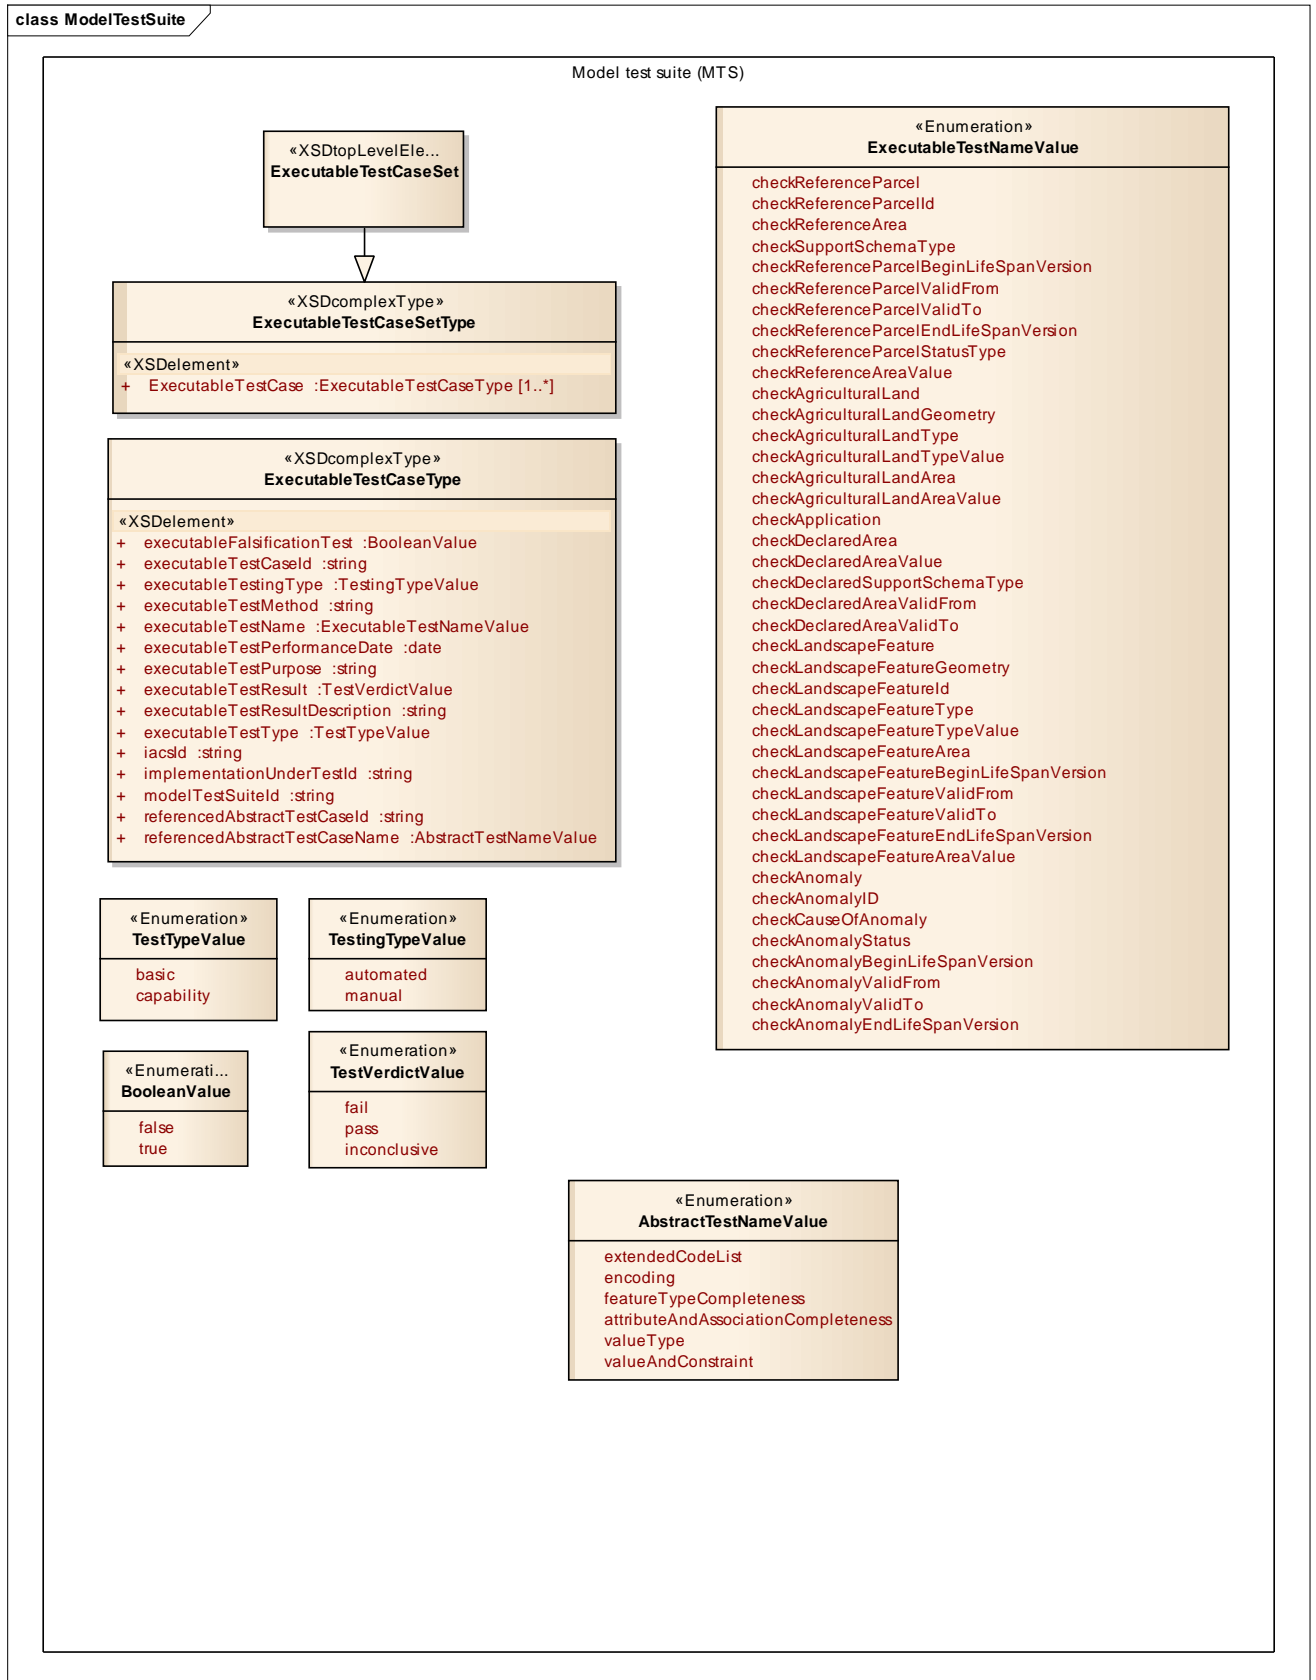 class ModelTestSuite
Model test suite (MTS)
«XSDtopLevelEle...
ExecutableTestCaseSet
«XSDcomplexType»
ExecutableTestCaseSetType
«XSDelement»
+ ExecutableTestCase :ExecutableTestCaseType [1..*]
«XSDcomplexType»
ExecutableTestCaseType
«XSDelement»
+ executableFalsificationTest :BooleanValue
+ executableTestCaseId :string
+ executableTestingType :TestingTypeValue
+ executableTestMethod :string
+ executableTestName :ExecutableTestNameValue
+ executableTestPerformanceDate :date
+ executableTestPurpose :string
+ executableTestResult :TestVerdictValue
+ executableTestResultDescription :string
+ executableTestType :TestTypeValue
+ iacsId :string
+ implementationUnderTestId :string
+ modelTestSuiteId :string
+ referencedAbstractTestCaseId :string
+ referencedAbstractTestCaseName :AbstractTestNameValue
«Enumeration»
TestTypeValue
basic
capability
«Enumeration»
TestingTypeValue
automated
manual
«Enumerati...
BooleanValue
false
true
«Enumeration»
TestVerdictValue
fail
pass
inconclusive
«Enumeration»
ExecutableTestNameValue
checkReferenceParcel
checkReferenceParcelId
checkReferenceArea
checkSupportSchemaType
checkReferenceParcelBeginLifeSpanVersion
checkReferenceParcelValidFrom
checkReferenceParcelValidTo
checkReferenceParcelEndLifeSpanVersion
checkReferenceParcelStatusType
checkReferenceAreaValue
checkAgriculturalLand
checkAgriculturalLandGeometry
checkAgriculturalLandType
checkAgriculturalLandTypeValue
checkAgriculturalLandArea
checkAgriculturalLandAreaValue
checkApplication
checkDeclaredArea
checkDeclaredAreaValue
checkDeclaredSupportSchemaType
checkDeclaredAreaValidFrom
checkDeclaredAreaValidTo
checkLandscapeFeature
checkLandscapeFeatureGeometry
checkLandscapeFeatureId
checkLandscapeFeatureType
checkLandscapeFeatureTypeValue
checkLandscapeFeatureArea
checkLandscapeFeatureBeginLifeSpanVersion
checkLandscapeFeatureValidFrom
checkLandscapeFeatureValidTo
checkLandscapeFeatureEndLifeSpanVersion
checkLandscapeFeatureAreaValue
checkAnomaly
checkAnomalyID
checkCauseOfAnomaly
checkAnomalyStatus
checkAnomalyBeginLifeSpanVersion
checkAnomalyValidFrom
checkAnomalyValidTo
checkAnomalyEndLifeSpanVersion
«Enumeration»
AbstractTestNameValue
extendedCodeList
encoding
featureTypeCompleteness
attributeAndAssociationCompleteness
valueType
valueAndConstraint